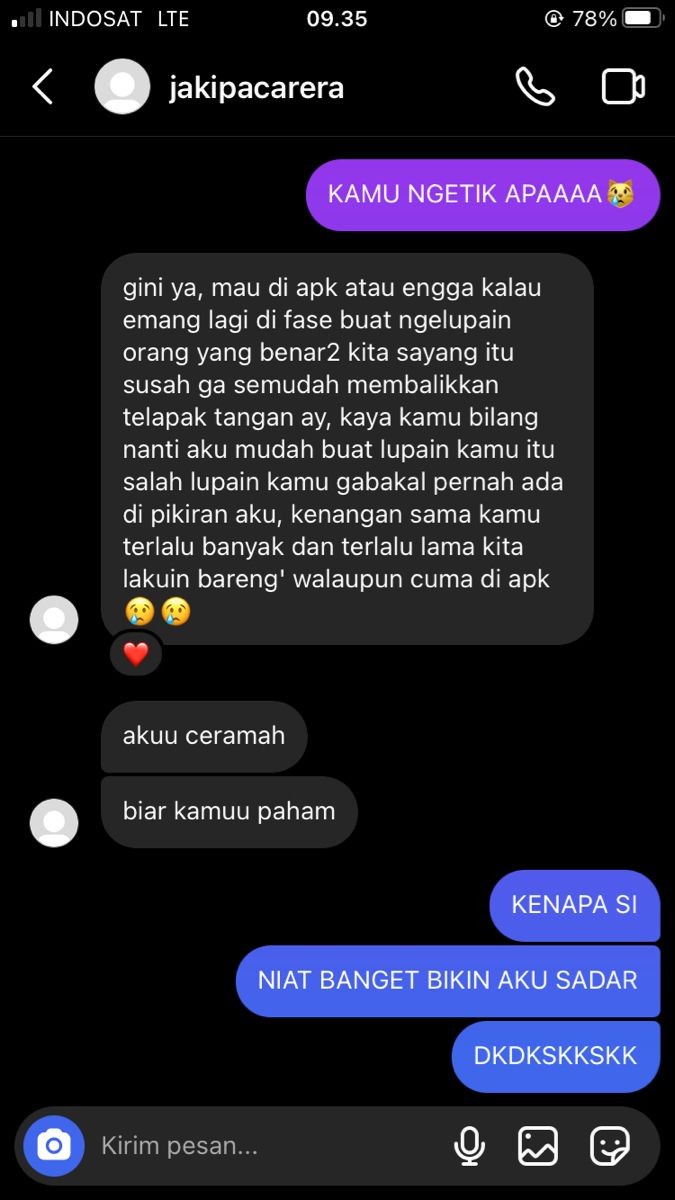 INDOSAT LTE 09.35 78%
jakipacarera
KAMU NGETIK APAAAA😿
gini ya, mau di apk atau engga kalau
emang lagi di fase buat ngelupain
orang yang benar2 kita sayang itu
susah ga semudah membalikkan
telapak tangan ay, kaya kamu bilang
nanti aku mudah buat lupain kamu itu
salah lupain kamu gabakal pernah ada
di pikiran aku, kenangan sama kamu
terlalu banyak dan terlalu lama kita
lakuin bareng' walaupun cuma di apk
😢😢
❤️
akuu ceramah
biar kamuu paham
KENAPA SI
NIAT BANGET BIKIN AKU SADAR
DKDKSKKSKK
Kirim pesan...